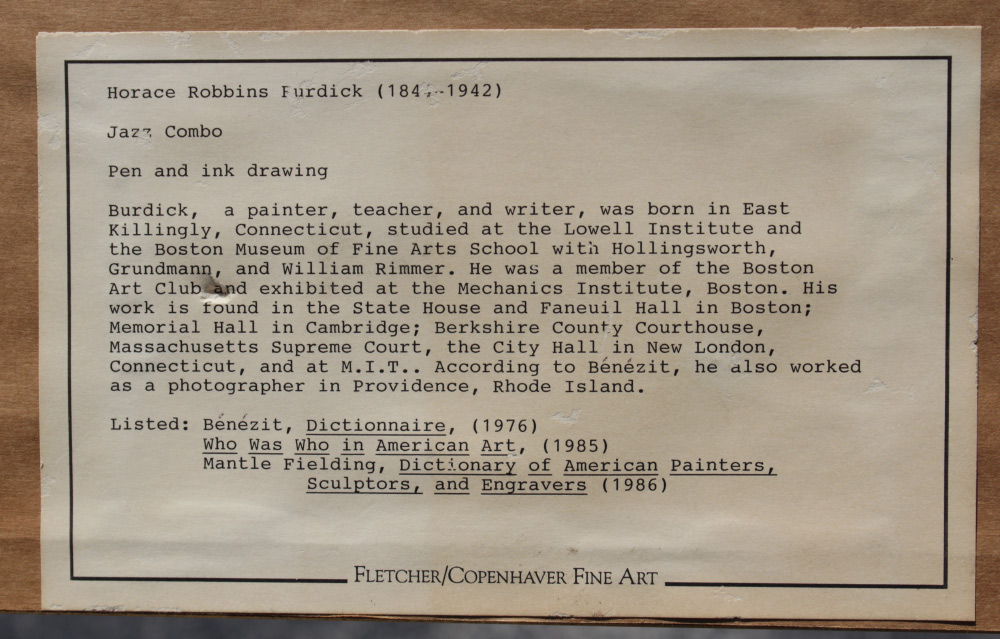 Horace Robbins Burdick (184 -1942)
Jazz Combo
Pen and ink drawing
Burdick, a painter, teacher, and writer, was born in East
Killingly, Connecticut, studied at the Lowell Institute and
the Boston Museum of Fine Arts School with Hollingsworth,
Grundmann, and William Rimmer. He was a member of the Boston
Art Club and exhibited at the Mechanics Institute, Boston. His
work is found in the State House and Faneuil Hall in Boston;
Memorial Hall in Cambridge; Berkshire County Courthouse,
Massachusetts Supreme Court, the City Hall in New London,
Connecticut, and at M.I.T.. According to Bénézit, he also worked
as a photographer in Providence, Rhode Island.
Listed: Bénézit, Dictionnaire, (1976)
Who Was Who in American Art, (1985)
Mantle Fielding, Dictionary of American Painters,
Sculptors, and Engravers (1986)
FLETCHER/COPENHAVER FINE ART